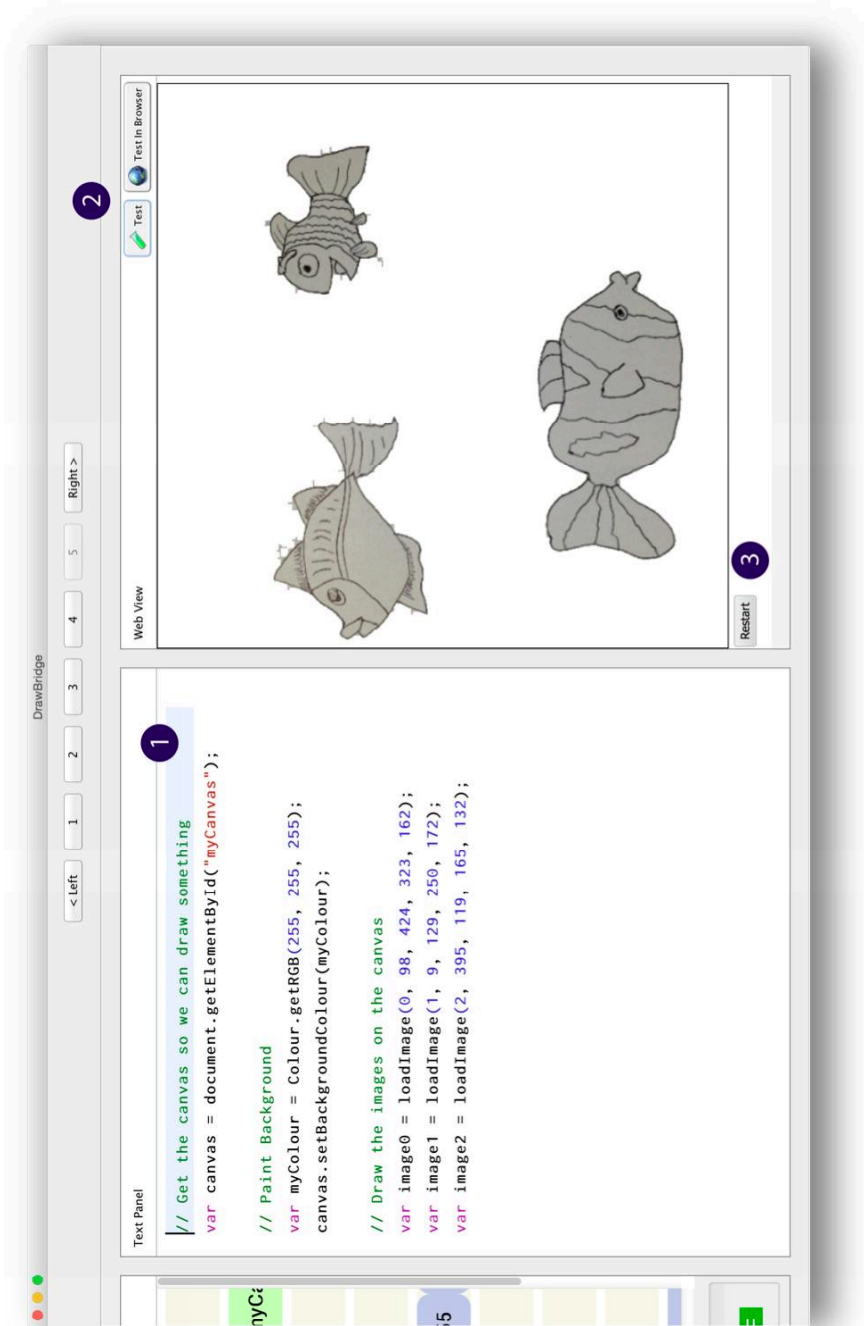 DrawBridge
< Left 1 2 3 4 5 Right >
2
Text Panel
1
// Get the canvas so we can draw something
var canvas = document.getElementById("myCanvas");
// Paint Background
var myColour = Colour.getRGB(255, 255, 255);
canvas.setBackgroundColour(myColour);
// Draw the images on the canvas
var image0 = loadImage(0, 98, 424, 323, 162);
var image1 = loadImage(1, 9, 129, 250, 172);
var image2 = loadImage(2, 395, 119, 165, 132);
Web View
Test
Test In Browser
Restart
3